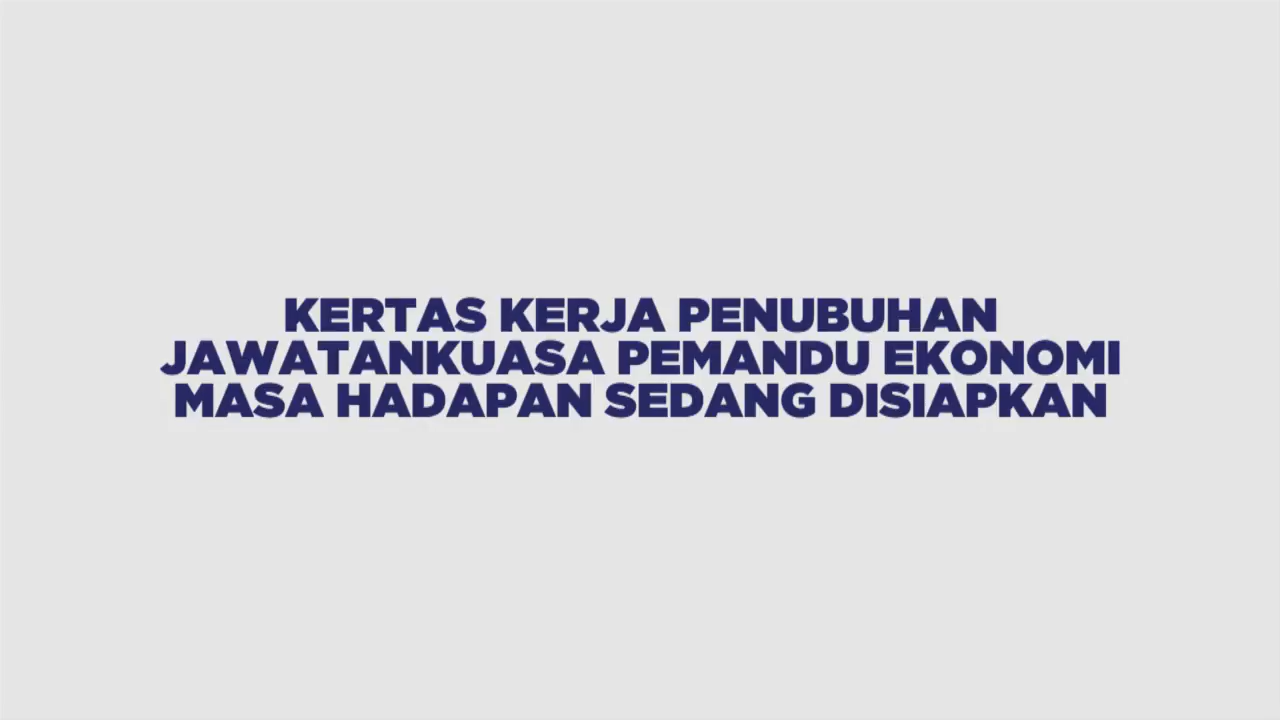 KERTAS KERJA PENUBUHAN
JAWATANKUASA PEMANDU EKONOMI
MASA HADAPAN SEDANG DISIAPKAN